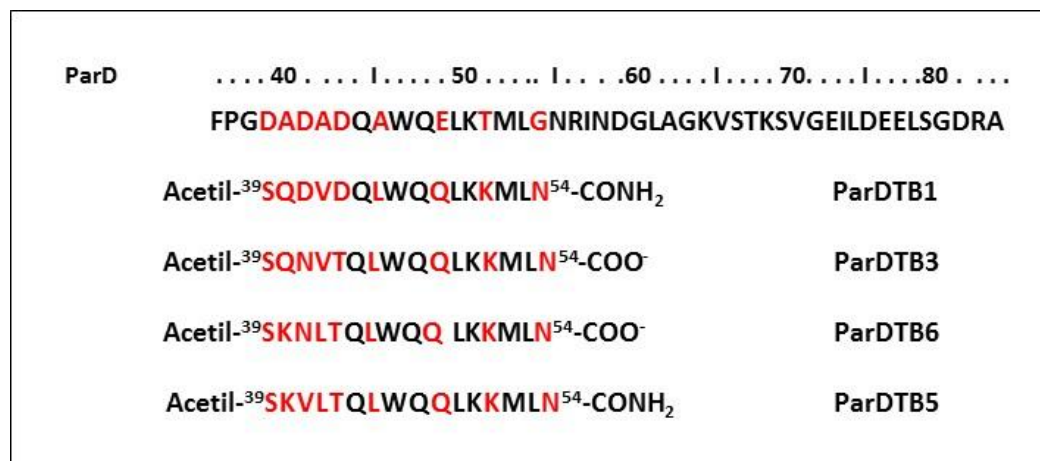 ParD . . . . 40 . . . . I . . . . . 50 . . . .. I . . . .60 . . . . I . . . . 70. . . . I . . . .80 . . . .
FPGDADADQAWQELKTMLGNRINDGLAGKVSTKSVGEILDEELSGDRA
Acetil-³⁹SQDVDQLWQQLKKMLN⁵⁴-CONH₂ ParDTB1
Acetil-³⁹SQNVTQLWQQLKKMLN⁵⁴-COO⁻ ParDTB3
Acetil-³⁹SKNLTQLWQQ LKKMLN⁵⁴-COO⁻ ParDTB6
Acetil-³⁹SKVLTQLWQQLKKMLN⁵⁴-CONH₂ ParDTB5